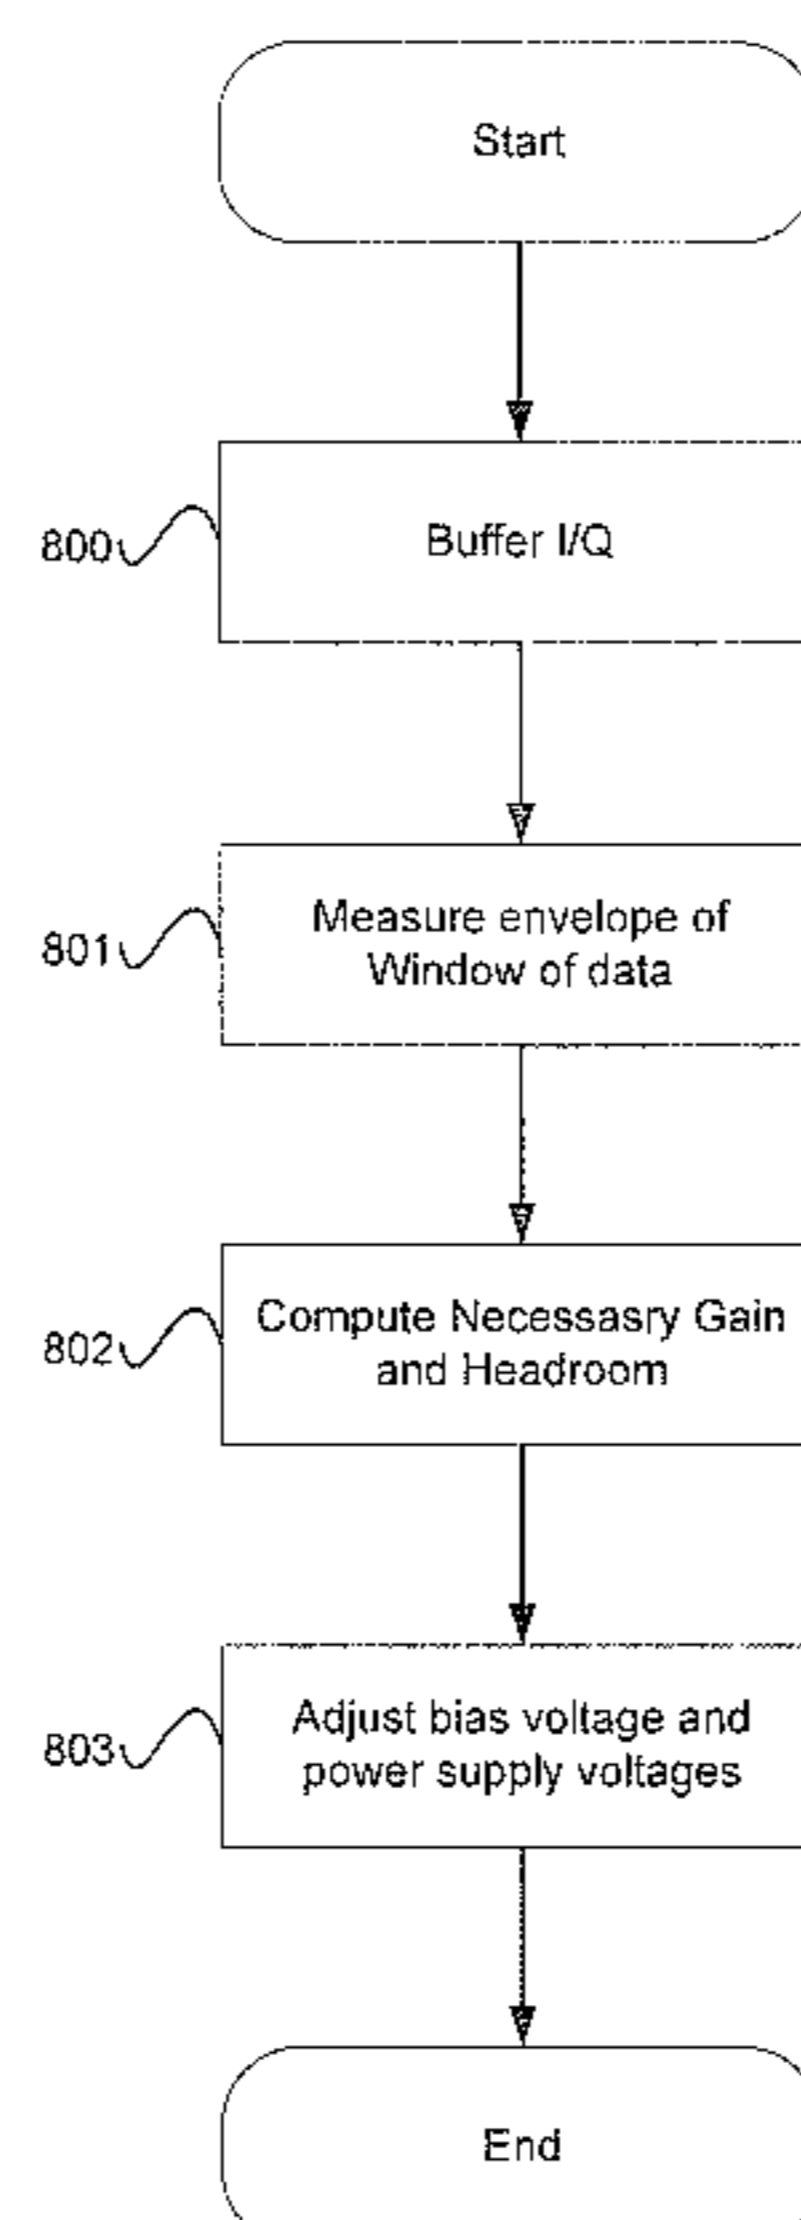 Start
800
Buffer I/Q
801
Measure envelope of
Window of data
802
Compute Necessasry Gain
and Headroom
803
Adjust bias voltage and
power supply voltages
End